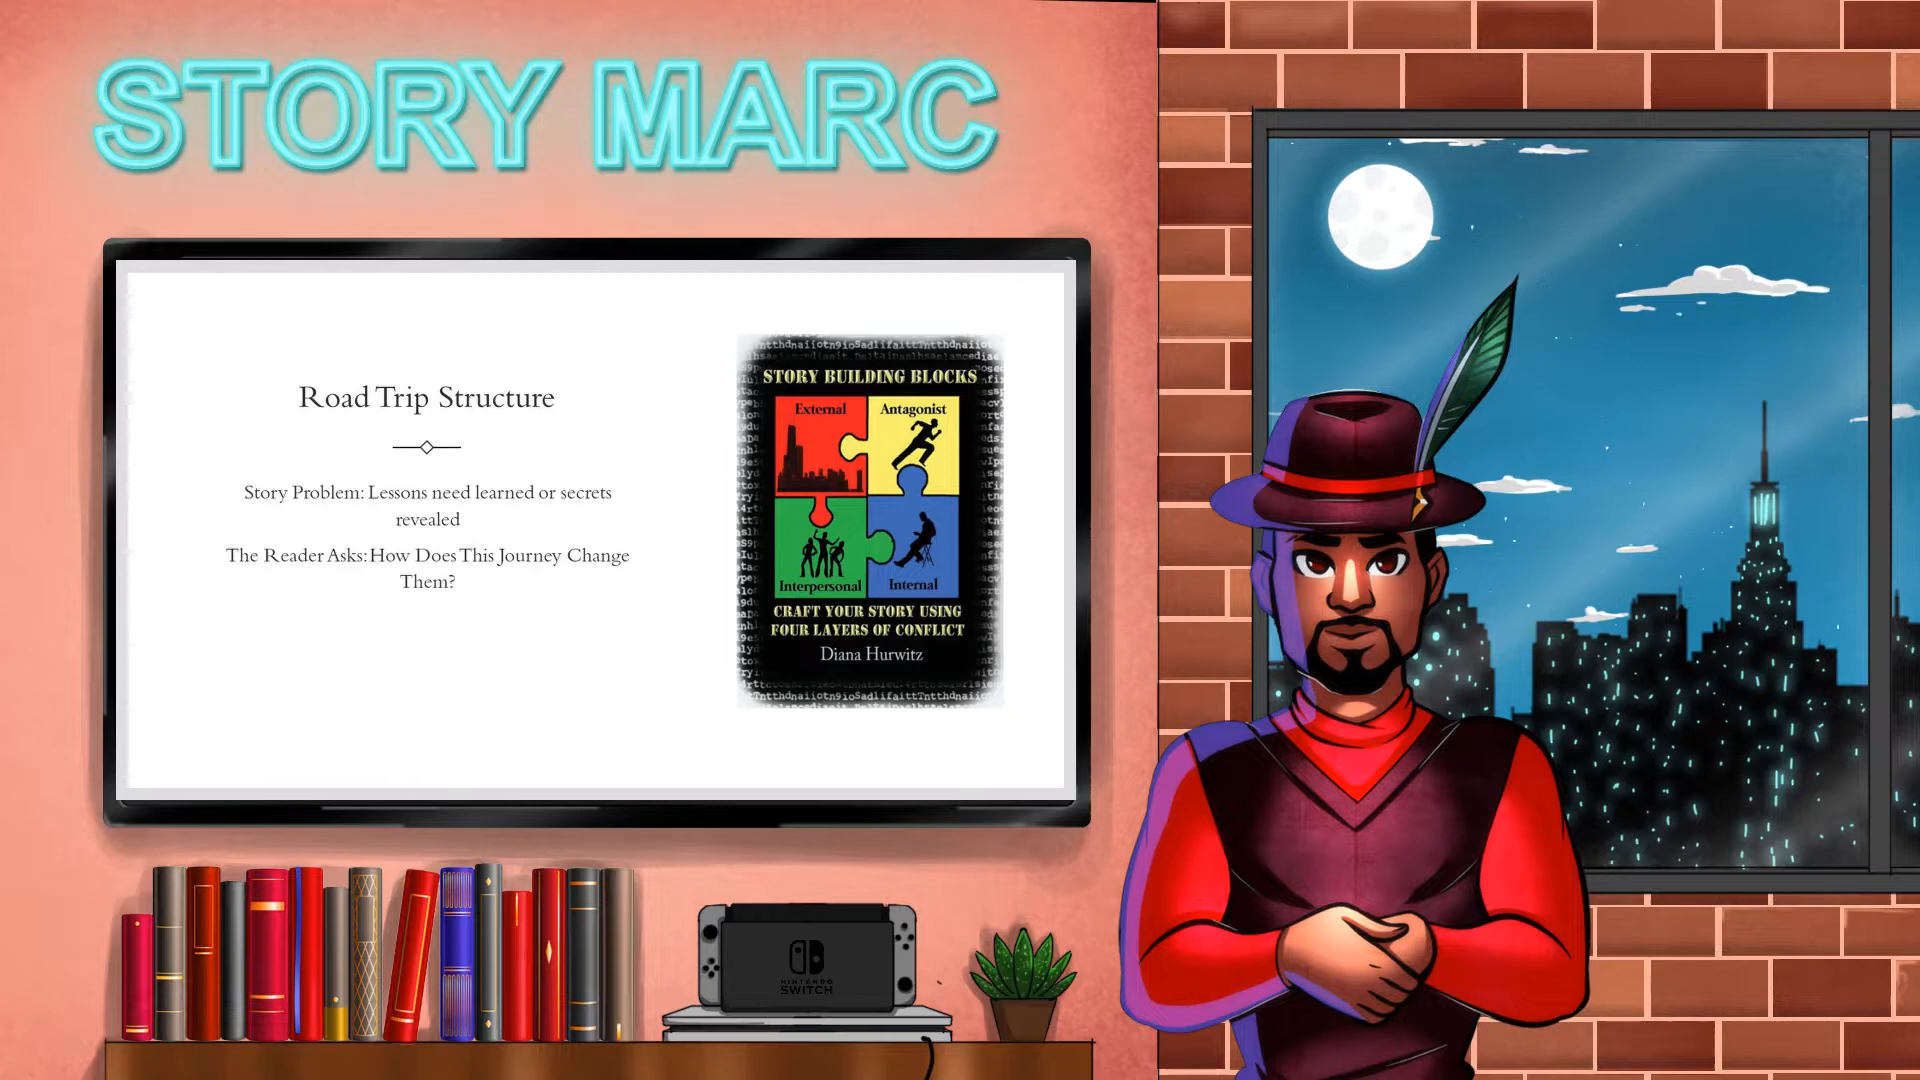 STORY MARC
Road Trip Structure
Story Problem: Lessons need learned or secrets
revealed
The Reader Asks: How Does This Journey Change
Them?
STORY BUILDING BLOCKS
External
Antagonist
Interpersonal
Internal
CRAFT YOUR STORY USING
FOUR LAYERS OF CONFLICT
Diana Hurwitz
NINTENDO
SWITCH